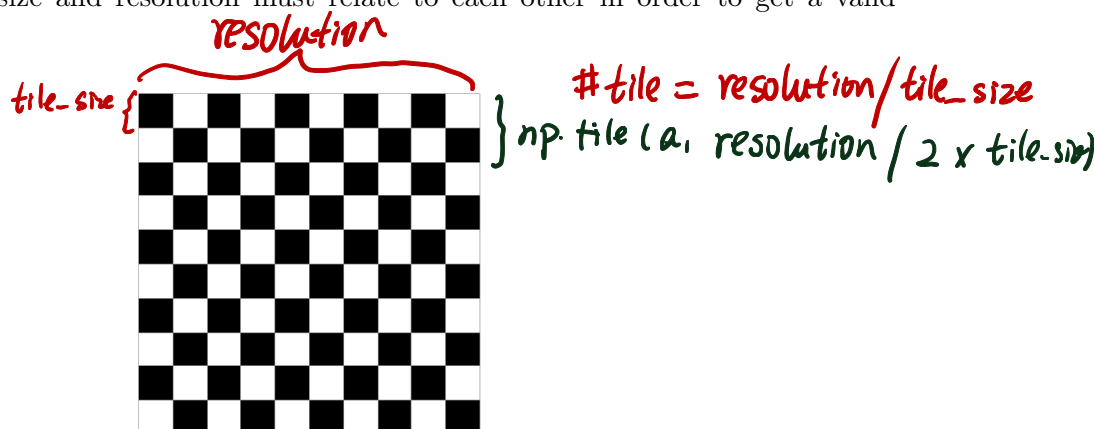 size and resolution must relate to each other in order to get a valid
resolution
tile_size
#tile = resolution/tile_size
np.tile(a, resolution/2 x tile_size)